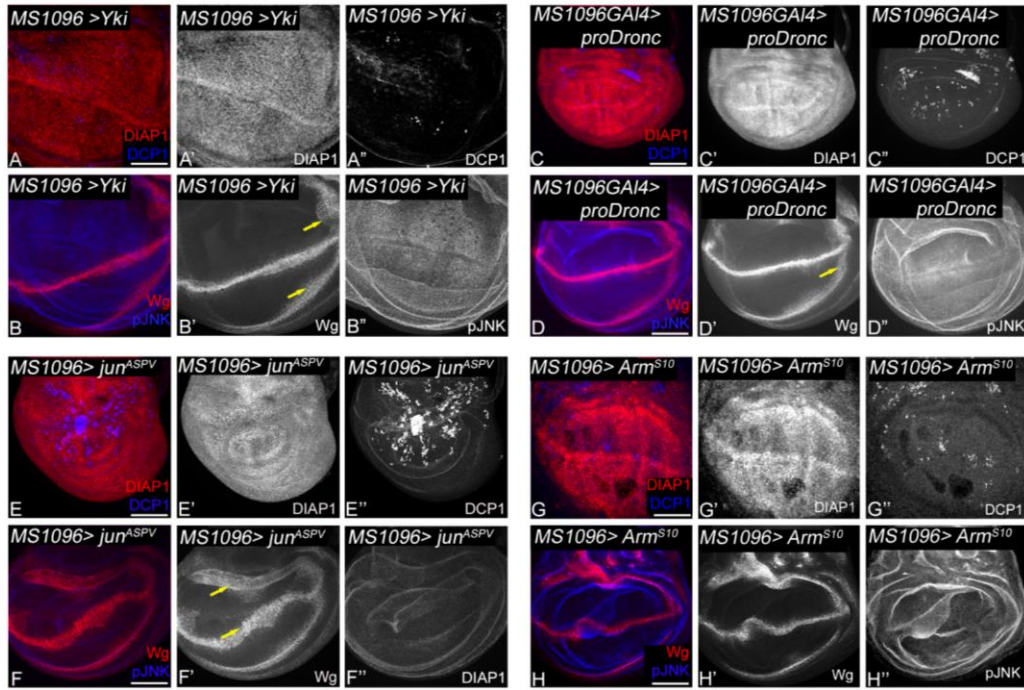 MS1096 >Yki
DIAP1
DCP1
A
MS1096 >Yki
A'
DIAP1
MS1096 >Yki
A"
DCP1
MS1096GAl4>
proDronc
DIAP1
DCP1
C
MS1096GAl4>
proDronc
C'
DIAP1
MS1096GAl4>
proDronc
C"
DCP1
MS1096 >Yki
Wg
pJNK
B
MS1096 >Yki
B'
Wg
MS1096 >Yki
B"
pJNK
MS1096GAl4>
proDronc
Wg
pJNK
D
MS1096GAl4>
proDronc
D'
Wg
MS1096GAl4>
proDronc
D"
pJNK
MS1096> jun^ASPV
DIAP1
DCP1
E
MS1096> jun^ASPV
E'
DIAP1
MS1096> jun^ASPV
E"
DCP1
MS1096> Arm^S10
DIAP1
DCP1
G
MS1096> Arm^S10
G'
DIAP1
MS1096> Arm^S10
G"
DCP1
MS1096> jun^ASPV
Wg
pJNK
F
MS1096> jun^ASPV
F'
Wg
MS1096> jun^ASPV
F"
DIAP1
MS1096> Arm^S10
Wg
pJNK
H
MS1096> Arm^S10
H'
Wg
MS1096> Arm^S10
H"
pJNK